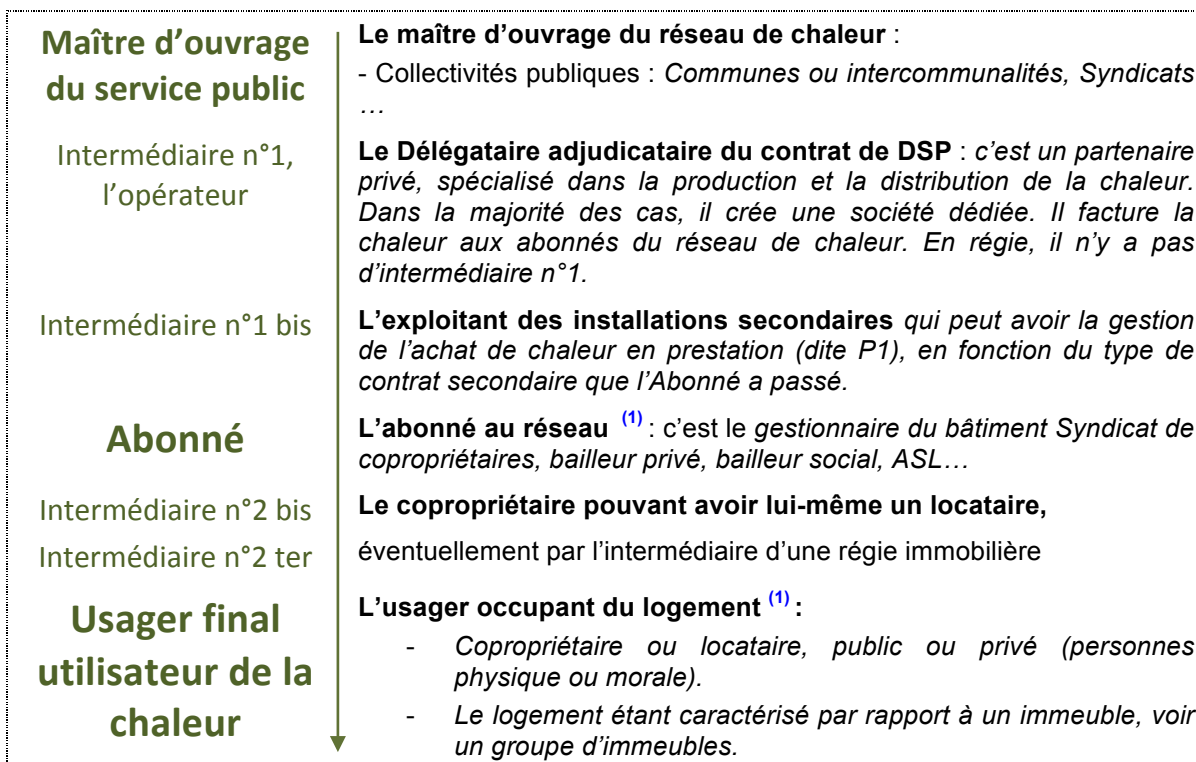 Maître d’ouvrage
du service public
Le maître d’ouvrage du réseau de chaleur :
- Collectivités publiques : Communes ou intercommunalités, Syndicats
…
Intermédiaire n°1,
l’opérateur
Le Délégataire adjudicataire du contrat de DSP : c’est un partenaire
privé, spécialisé dans la production et la distribution de la chaleur.
Dans la majorité des cas, il crée une société dédiée. Il facture la
chaleur aux abonnés du réseau de chaleur. En régie, il n’y a pas
d’intermédiaire n°1.
Intermédiaire n°1 bis
L’exploitant des installations secondaires qui peut avoir la gestion
de l’achat de chaleur en prestation (dite P1), en fonction du type de
contrat secondaire que l’Abonné a passé.
Abonné
L’abonné au réseau (1) : c’est le gestionnaire du bâtiment Syndicat de
copropriétaires, bailleur privé, bailleur social, ASL…
Intermédiaire n°2 bis
Le copropriétaire pouvant avoir lui-même un locataire,
Intermédiaire n°2 ter
éventuellement par l’intermédiaire d’une régie immobilière
Usager final
utilisateur de la
chaleur
L’usager occupant du logement (1) :
- Copropriétaire ou locataire, public ou privé (personnes
physique ou morale).
- Le logement étant caractérisé par rapport à un immeuble, voir
un groupe d’immeubles.